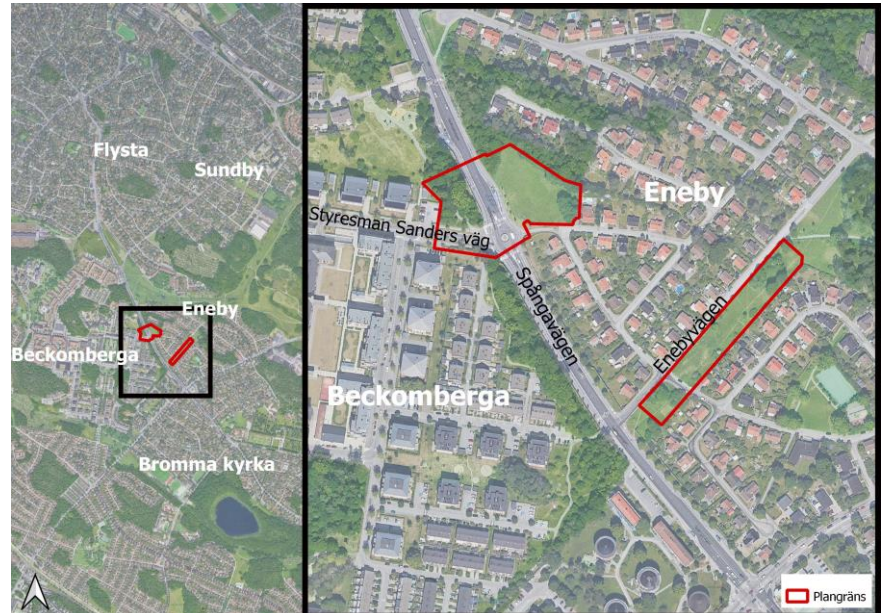 Flysta
Sundby
Eneby
Beckomberga
Bromma kyrka
Styresman Sanders väg
Eneby
Spångavägen
Enebyvägen
Beckomberga
Plangräns